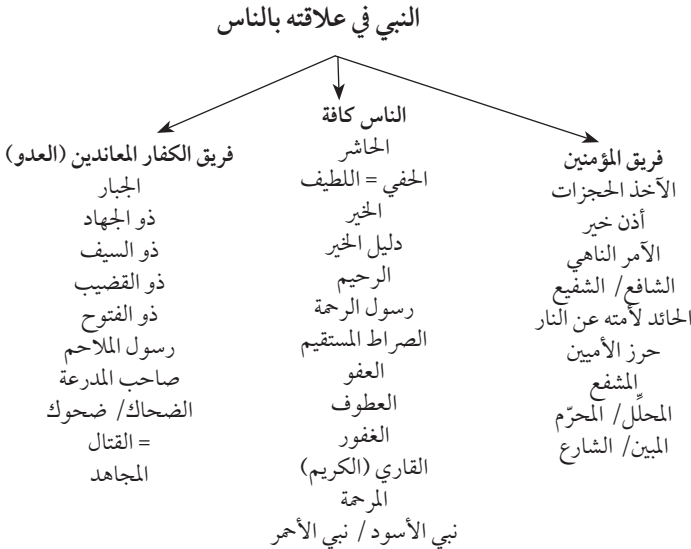 النبي في علاقته بالناس
فريق المؤمنين
الآخذ الحجزات
أذن خير
الآمر الناهي
الشافع/ الشفيع
الحائد لأمته عن النار
حرز الأميين
المشفع
المحلِّل/ المحرّم
المبين/ الشارع
الناس كافة
الحاشر
الحفي = اللطيف
الخير
دليل الخير
الرحيم
رسول الرحمة
الصراط المستقيم
العفو
العطوف
الغفور
القاري (الكريم)
المرحمة
نبي الأسود / نبي الأحمر
فريق الكفار المعاندين (العدو)
الجبار
ذو الجهاد
ذو السيف
ذو القضيب
ذو الفتوح
رسول الملاحم
صاحب المدرعة
الضحاك/ ضحوك
= القتال
المجاهد